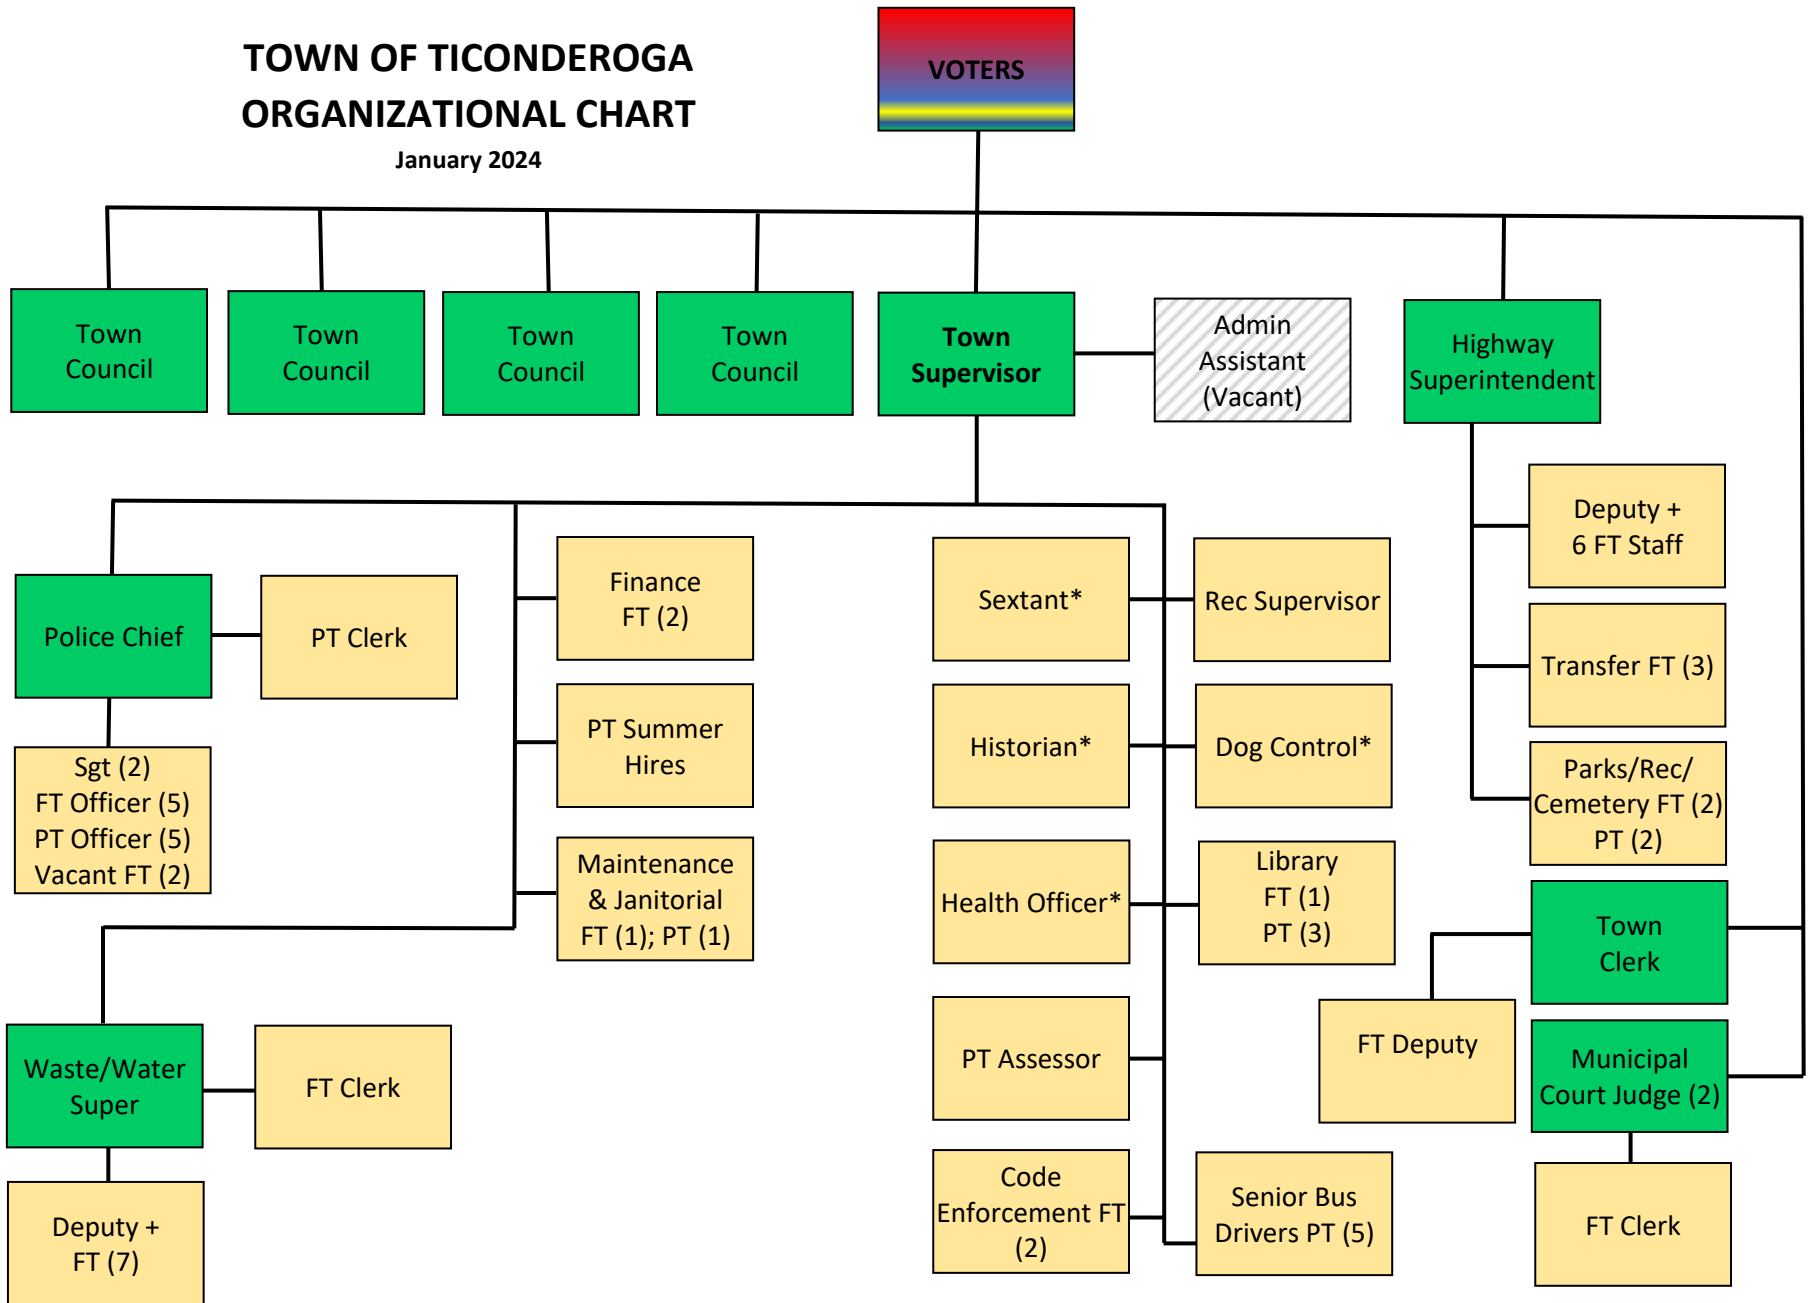 TOWN OF TICONDEROGA
ORGANIZATIONAL CHART
January 2024
VOTERS
Town
Council
Town
Council
Town
Council
Town
Council
Town
Supervisor
Admin
Assistant
(Vacant)
Highway
Superintendent
Police Chief
PT Clerk
Sgt (2)
FT Officer (5)
PT Officer (5)
Vacant FT (2)
Finance
FT (2)
PT Summer
Hires
Maintenance
& Janitorial
FT (1); PT (1)
Waste/Water
Super
FT Clerk
Deputy +
FT (7)
Sextant*
Rec Supervisor
Historian*
Dog Control*
Health Officer*
Library
FT (1)
PT (3)
PT Assessor
Code
Enforcement FT
(2)
Senior Bus
Drivers PT (5)
Deputy +
6 FT Staff
Transfer FT (3)
Parks/Rec/
Cemetery FT (2)
PT (2)
Town
Clerk
FT Deputy
Municipal
Court Judge (2)
FT Clerk